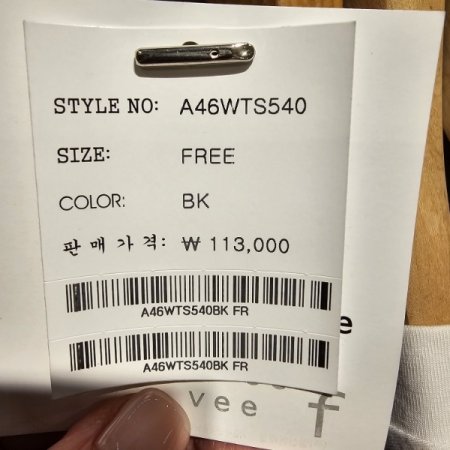 STYLE NO: A46WTS540
SIZE: FREE
COLOR: BK
판매가격: ₩ 113,000
A46WTS540BK FR
A46WTS540BK FR
e
vee f